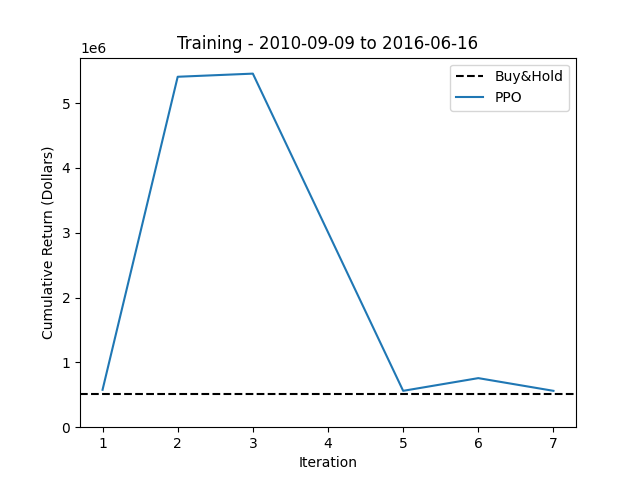 Training - 2010-09-09 to 2016-06-16
1e6
Buy&Hold
PPO
5
4
3
2
1
0
Cumulative Return (Dollars)
1 2 3 4 5 6 7
Iteration